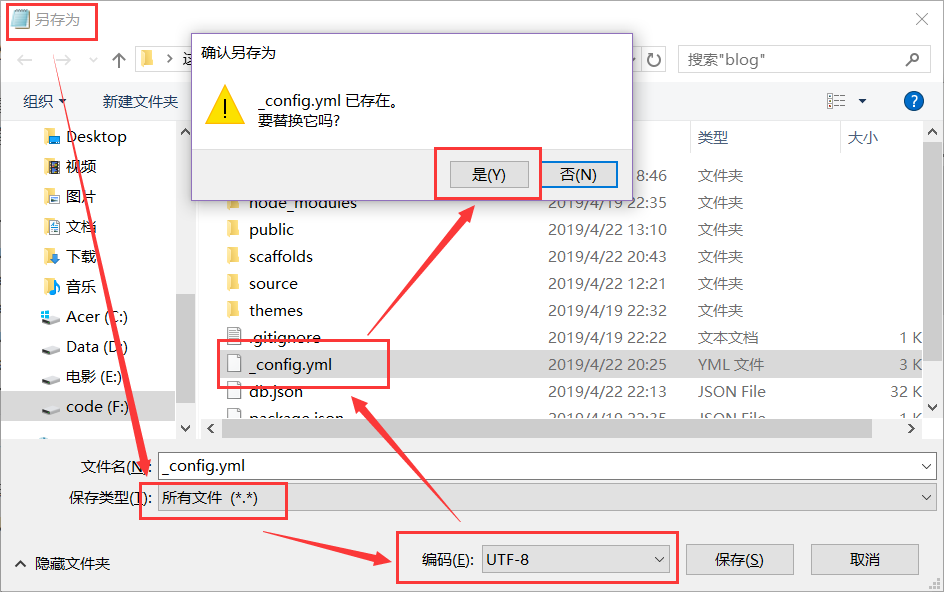 另存为
搜索"blog"
组织
新建文件夹
确认另存为
_config.yml 已存在。
要替换它吗?
是(Y)
否(N)
类型
大小
Desktop
视频
图片
文档
下载
音乐
Acer (C:)
Data (D:)
电影 (E:)
code (F:)
8:46 文件夹
node_modules 2019/4/19 22:35 文件夹
public 2019/4/22 13:10 文件夹
scaffolds 2019/4/22 20:43 文件夹
source 2019/4/22 12:21 文件夹
themes 2019/4/19 22:32 文件夹
.gitignore 2019/4/19 22:22 文本文档 1 K
_config.yml 2019/4/22 20:25 YML 文件 3 K
db.json 2019/4/22 22:13 JSON File 32 K
package.json 2019/4/19 22:35 JSON File 1 K
文件名(N): _config.yml
保存类型(T): 所有文件 (*.*)
隐藏文件夹
编码(E): UTF-8
保存(S)
取消